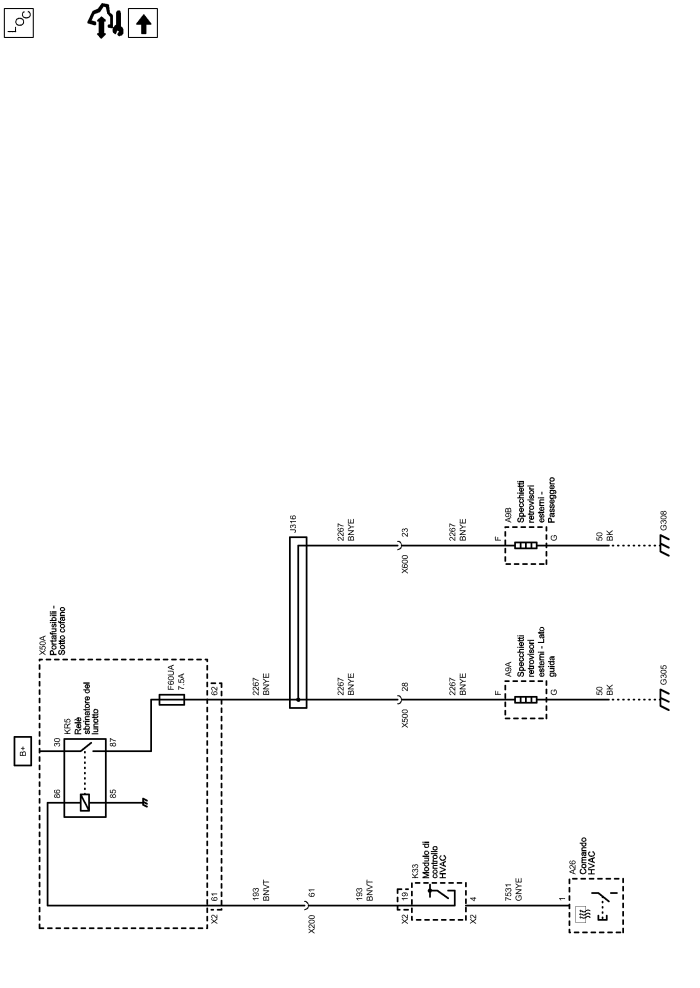 LOC
X50A
Portafusibili -
Sotto cofano
B+
KR5
Relè
sbrinatore del
lunotto
86
30
85
87
F60UA
7.5A
X2
61
62
193
BNVT
2267
BNYE
J316
X200
61
193
BNVT
2267
BNYE
2267
BNYE
X500
28
X600
23
2267
BNYE
2267
BNYE
X2
19
K33
Modulo di
controllo
HVAC
X2
4
7531
GNYE
1
A26
Comando
HVAC
F
A9A
Specchietti
retrovisori
esterni - Lato
guida
G
F
A9B
Specchietti
retrovisori
esterni -
Passeggero
G
50
BK
50
BK
G305
G308
E